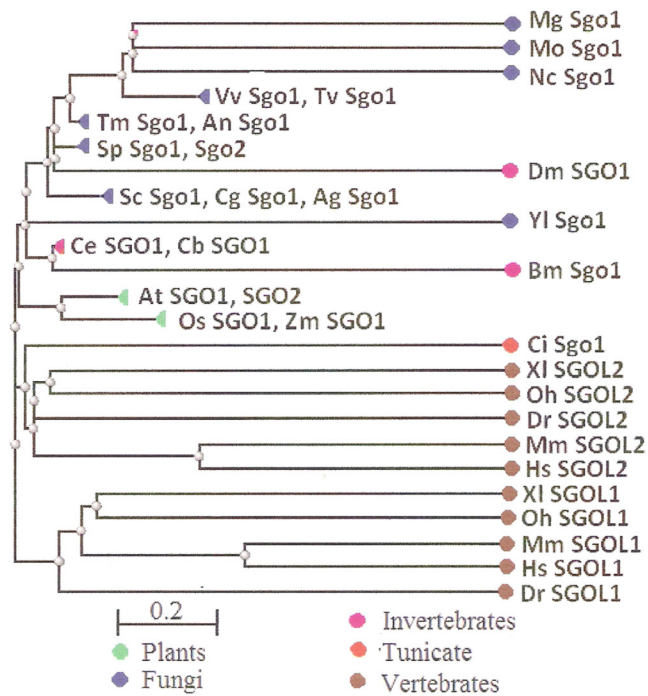 Mg Sgo1
Mo Sgo1
Nc Sgo1
Vv Sgo1, Tv Sgo1
Tm Sgo1, An Sgo1
Sp Sgo1, Sgo2
Dm SGO1
Sc Sgo1, Cg Sgo1, Ag Sgo1
Yl Sgo1
Ce SGO1, Cb SGO1
Bm Sgo1
At SGO1, SGO2
Os SGO1, Zm SGO1
Ci Sgo1
Xl SGOL2
Oh SGOL2
Dr SGOL2
Mm SGOL2
Hs SGOL2
Xl SGOL1
Oh SGOL1
Mm SGOL1
Hs SGOL1
Dr SGOL1
0.2
Plants
Fungi
Invertebrates
Tunicate
Vertebrates